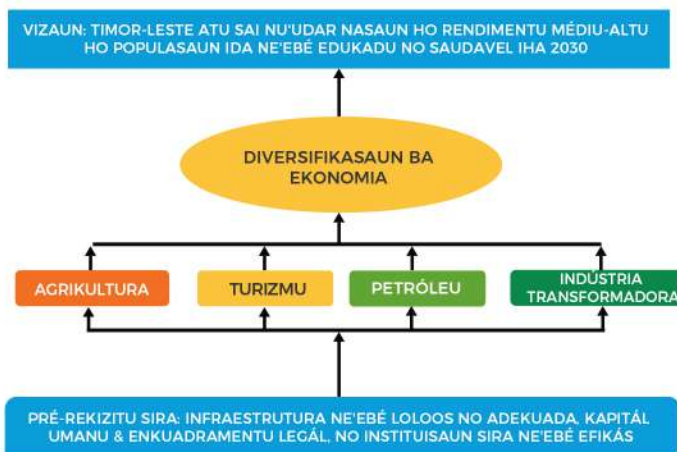 VIZAUN: TIMOR-LESTE ATU SAI NU'UDAR NASAUN HO RENDIMENTU MÉDIU-ALTU
HO POPULASAUN IDA NE'EBÉ EDUKADU NO SAUDAVEL IHA 2030
DIVERSIFIKASAUN BA
EKONOMIA
AGRIKULTURA
TURIZMU
PETRÓLEU
INDÚSTRIA
TRANSFORMADORA
PRÉ-REKIZITU SIRA: INFRAESTRUTURA NE'EBÉ LOLOOS NO ADEKUADA, KAPITÁL
UMANU & ENKUADRAMENTU LEGÁL, NO INSTITUISAUN SIRA NE'EBÉ EFIKÁS